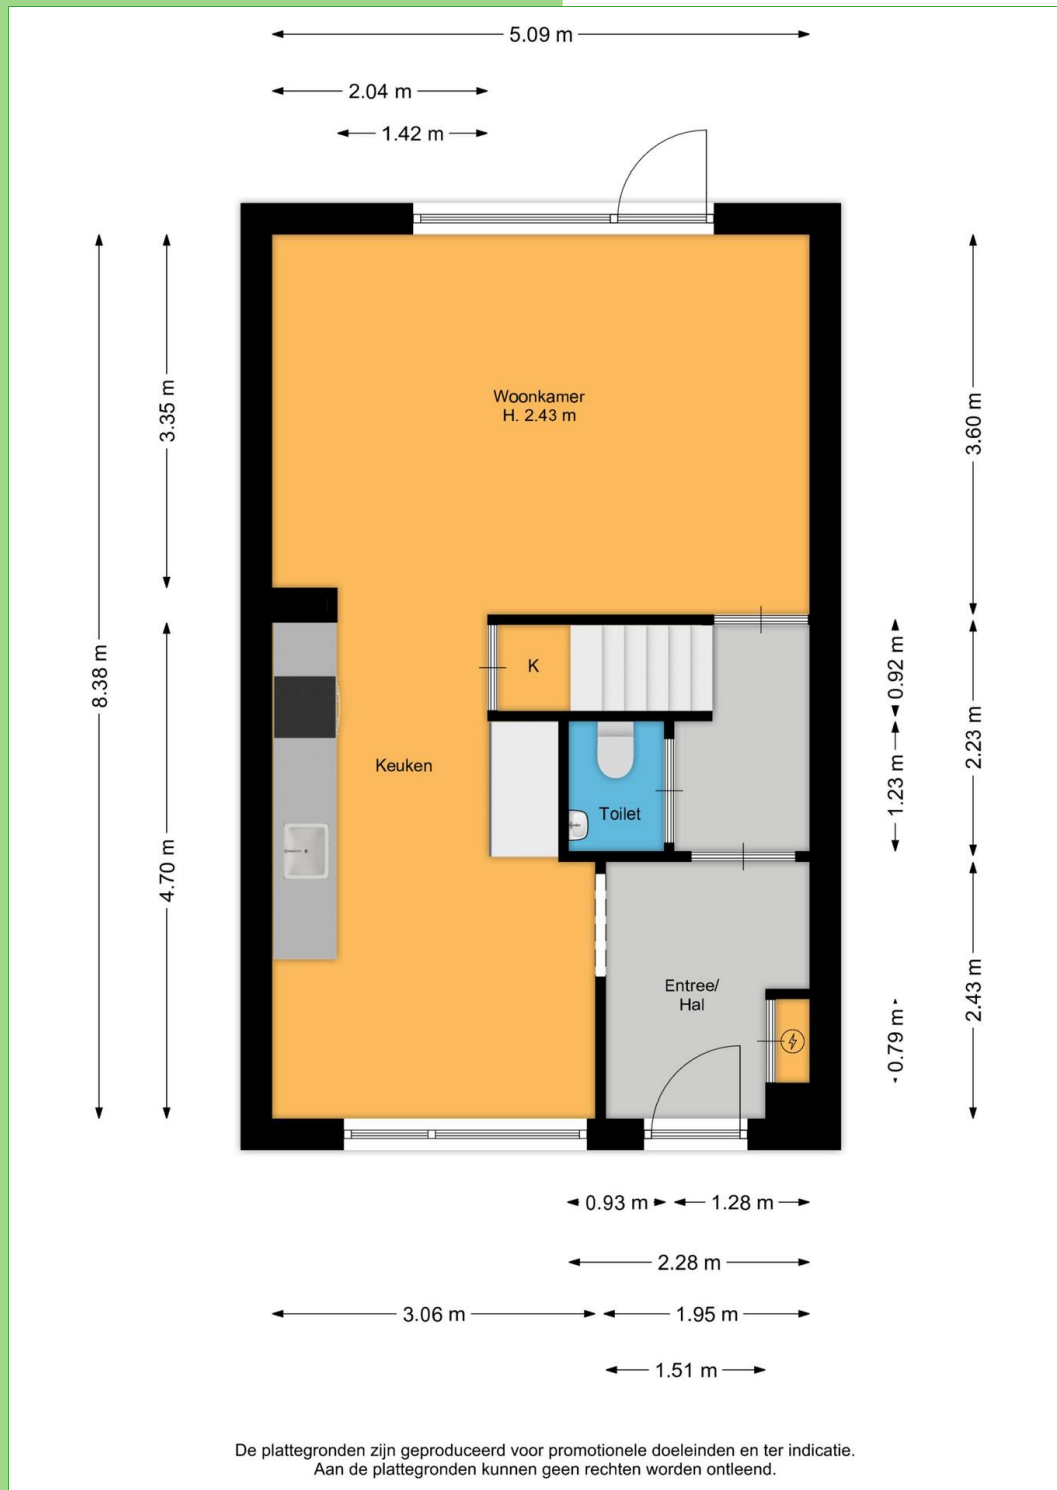 5.09 m
2.04 m
1.42 m
3.35 m
3.60 m
Woonkamer
H. 2.43 m
8.38 m
K
0.92 m
2.23 m
Keuken
1.23 m
Toilet
4.70 m
Entree/
Hal
2.43 m
0.79 m
0.93 m
1.28 m
2.28 m
3.06 m
1.95 m
1.51 m
De plattegronden zijn geproduceerd voor promotionele doeleinden en ter indicatie.
Aan de plattegronden kunnen geen rechten worden ontleend.